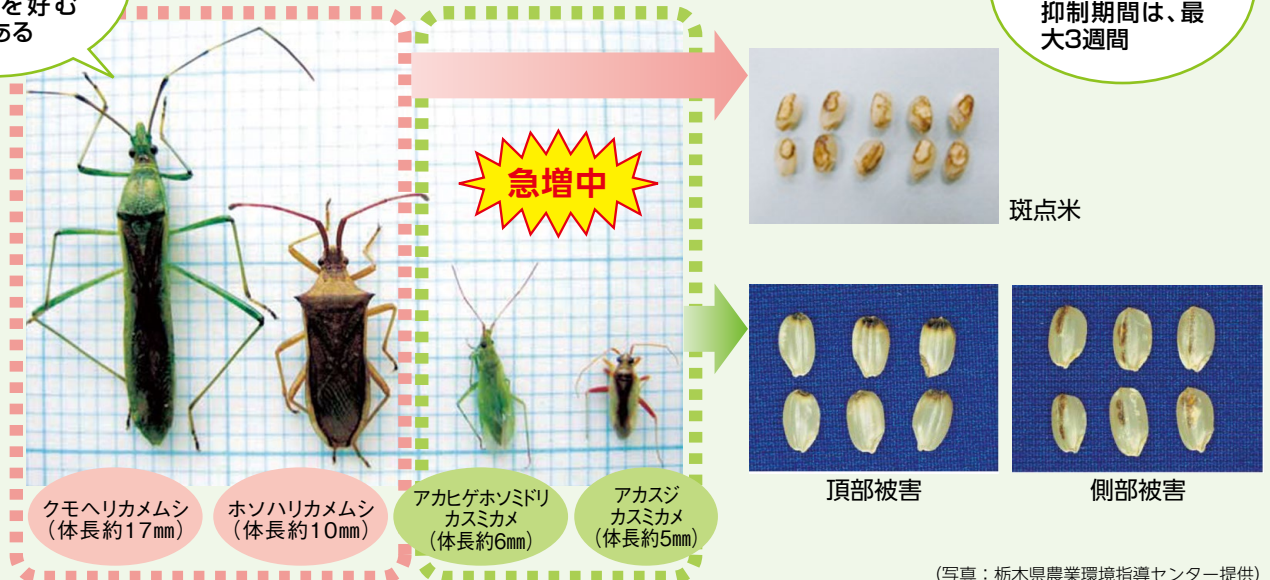 を好む
ある
抑制期間は、最
大3週間
急増中
斑点米
頂部被害
側部被害
クモヘリカメムシ
(体長約17㎜)
ホソハリカメムシ
(体長約10㎜)
アカヒゲホソミドリ
カスミカメ
(体長約6㎜)
アカスジ
カスミカメ
(体長約5㎜)
(写真:栃木県農業環境指導センター提供)